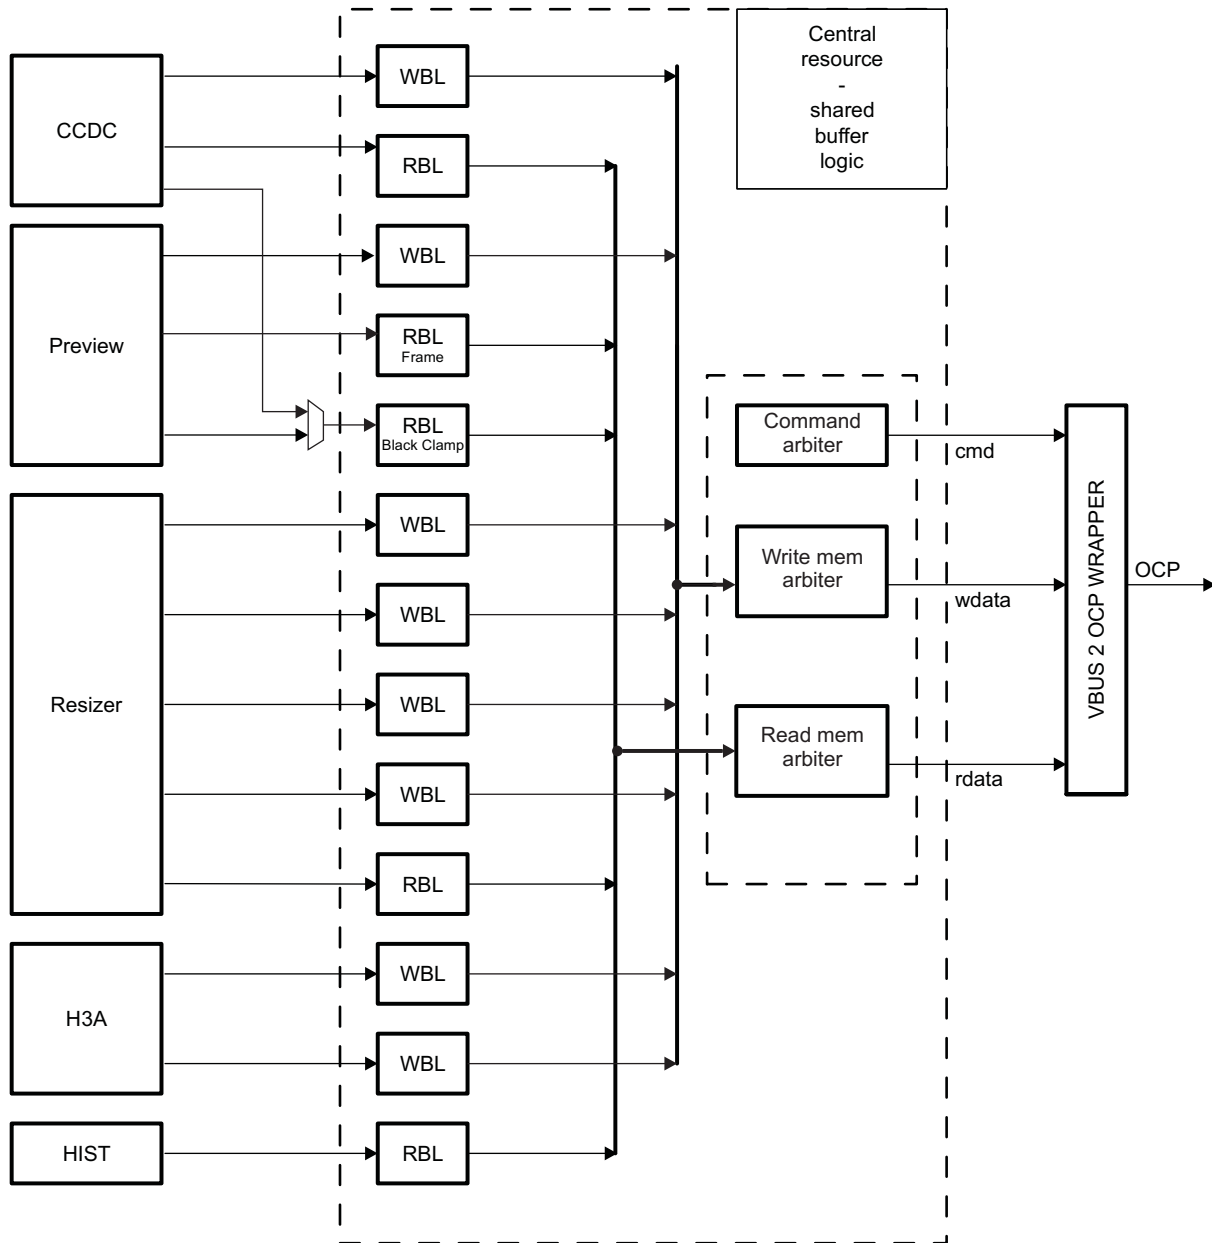 Central
resource
-
shared
buffer
logic
CCDC
WBL
RBL
Preview
WBL
RBL
Frame
RBL
Black Clamp
Resizer
WBL
WBL
WBL
WBL
RBL
H3A
WBL
WBL
HIST
RBL
Command
arbiter
cmd
Write mem
arbiter
wdata
Read mem
arbiter
rdata
VBUS 2 OCP WRAPPER
OCP